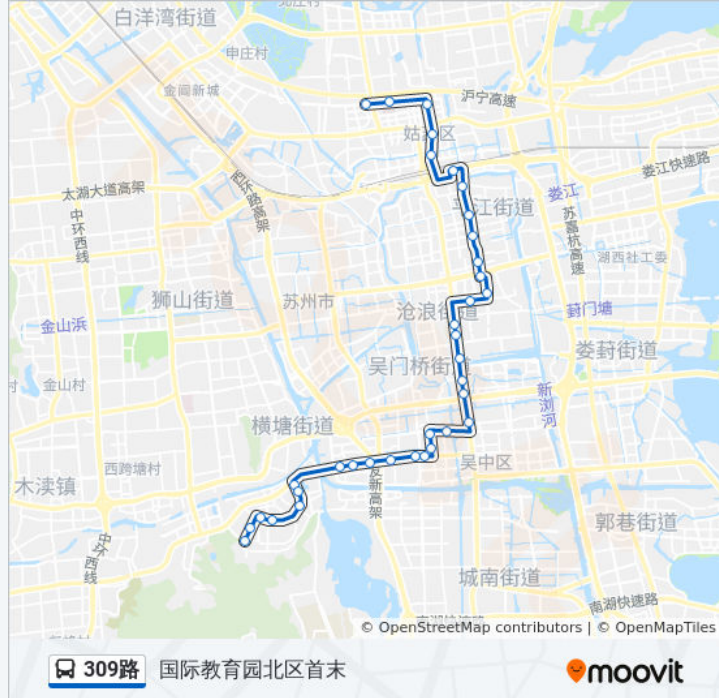 白洋湾街道
申庄村
金阊新城
沪宁高速
姑
区
娄江快速路
太湖大道高架
西环路高架
娄江
江街道
中环西线
苏嘉杭高速
湖西社工委
狮山街道
苏州市
沧浪
道
葑门塘
金山浜
娄葑街道
吴门桥街
村
金山村
新浏河
横塘街道
西跨塘村
吴中区
木渎镇
友新高架
郭巷街道
中环西线
城南街道
南湖快速路
© OpenStreetMap contributors | © OpenMapTiles
309路 国际教育园北区首末
moovit